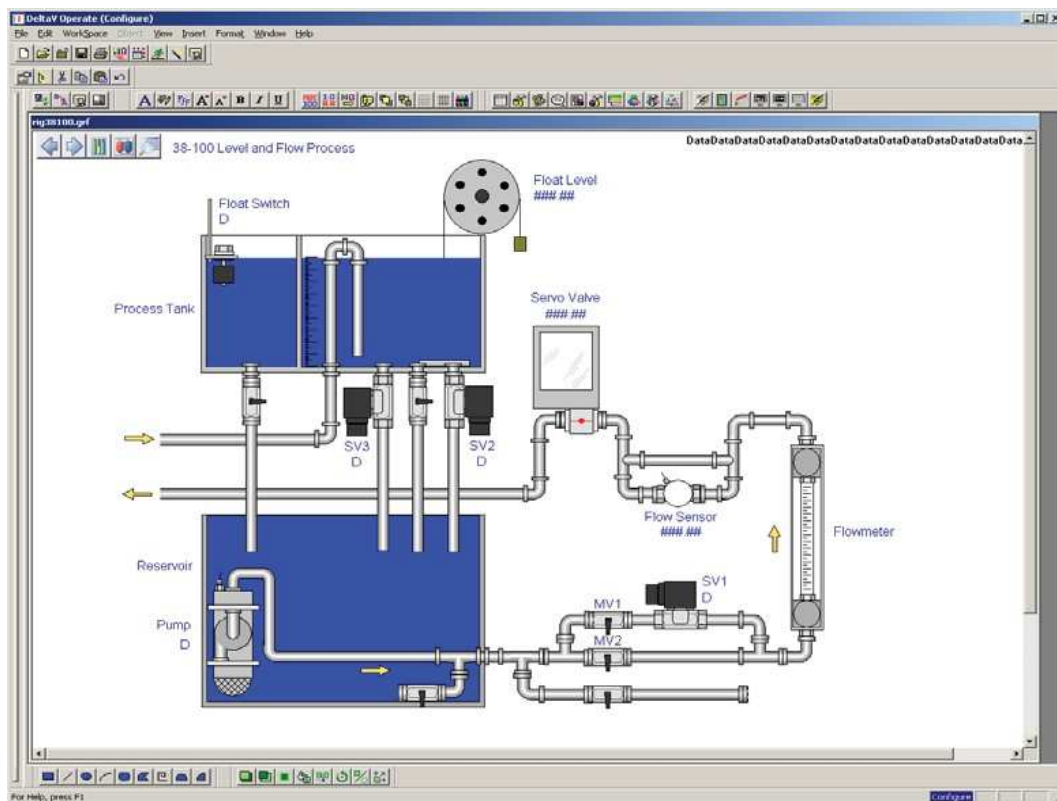 DeltaV Operate (Configure)
File Edit WorkSpace Object View Insert Format Window Help
rig38100.grf
38-100 Level and Flow Process
DataDataDataDataDataDataDataDataDataDataDataDataDataData
Float Level
###.##
Float Switch
D
Servo Valve
###.##
Process Tank
SV3
D
SV2
D
Flow Sensor
###.##
Flowmeter
Reservoir
SV1
D
MV1
Pump
D
MV2
For Help, press F1
Configure